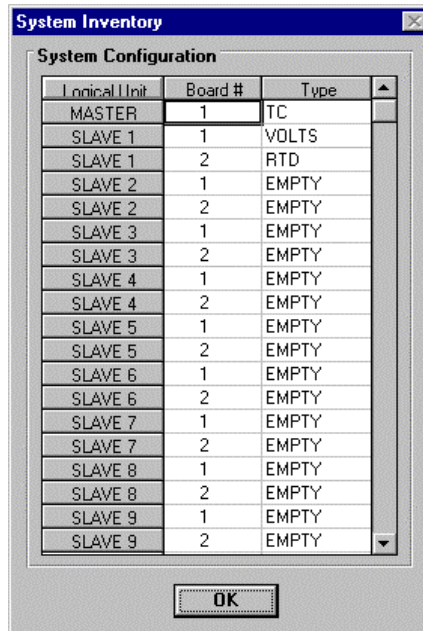 System Inventory
System Configuration
Logical Unit Board # Type
MASTER 1 TC
SLAVE 1 1 VOLTS
SLAVE 1 2 RTD
SLAVE 2 1 EMPTY
SLAVE 2 2 EMPTY
SLAVE 3 1 EMPTY
SLAVE 3 2 EMPTY
SLAVE 4 1 EMPTY
SLAVE 4 2 EMPTY
SLAVE 5 1 EMPTY
SLAVE 5 2 EMPTY
SLAVE 6 1 EMPTY
SLAVE 6 2 EMPTY
SLAVE 7 1 EMPTY
SLAVE 7 2 EMPTY
SLAVE 8 1 EMPTY
SLAVE 8 2 EMPTY
SLAVE 9 1 EMPTY
SLAVE 9 2 EMPTY
OK